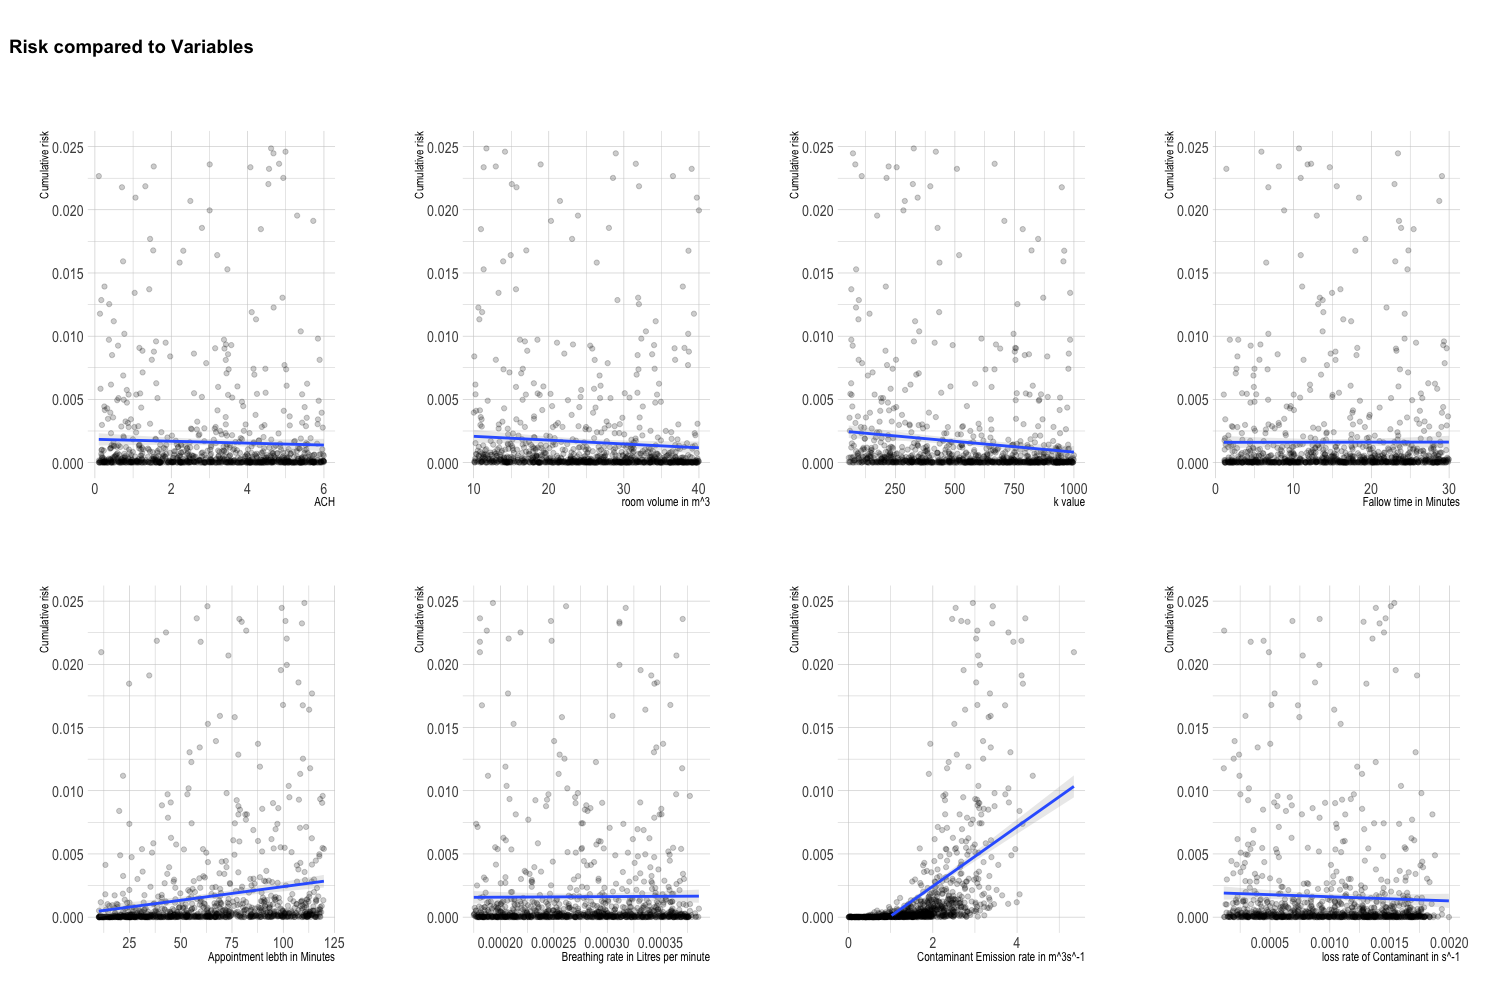 Risk compared to Variables
Cumulative risk
0.025
0.020
0.015
0.010
0.005
0.000
0 2 4 6
ACH
Cumulative risk
0.025
0.020
0.015
0.010
0.005
0.000
10 20 30 40
room volume in m^3
Cumulative risk
0.025
0.020
0.015
0.010
0.005
0.000
250 500 750 1000
k value
Cumulative risk
0.025
0.020
0.015
0.010
0.005
0.000
0 10 20 30
Fallow time in Minutes
Cumulative risk
0.025
0.020
0.015
0.010
0.005
0.000
25 50 75 100 125
Appointment lebth in Minutes
Cumulative risk
0.025
0.020
0.015
0.010
0.005
0.000
0.00020 0.00025 0.00030 0.00035
Breathing rate in Litres per minute
Cumulative risk
0.025
0.020
0.015
0.010
0.005
0.000
0 2 4
Contaminant Emission rate in m^3s^-1
Cumulative risk
0.025
0.020
0.015
0.010
0.005
0.000
0.0005 0.0010 0.0015 0.0020
loss rate of Contaminant in s^-1